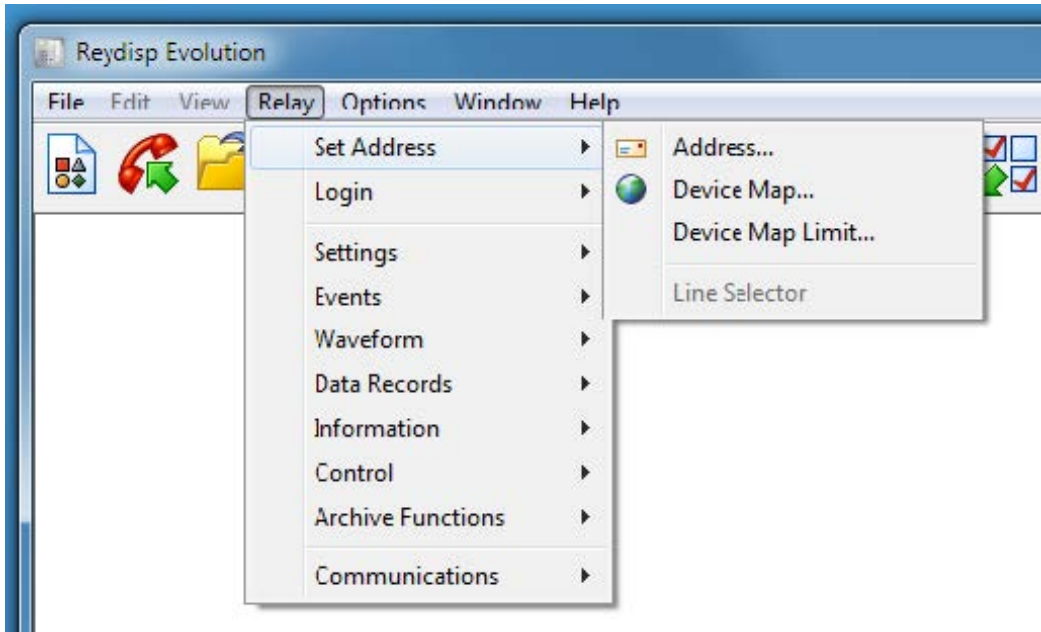 Reydisp Evolution
File Edit View Relay Options Window Help
Set Address
Login
Settings
Events
Waveform
Data Records
Information
Control
Archive Functions
Communications
Address...
Device Map...
Device Map Limit...
Line Selector